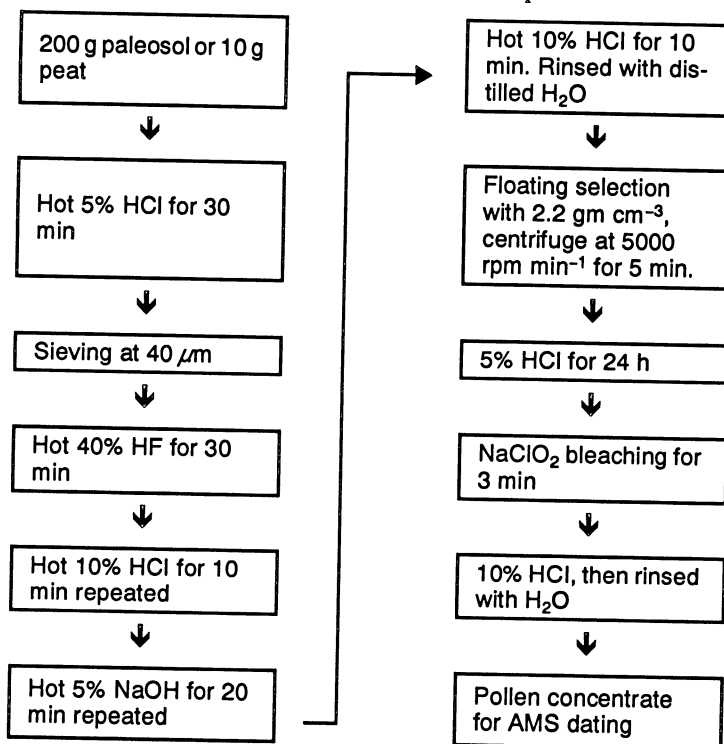 200 g paleosol or 10 g
peat
Hot 5% HCl for 30
min
Sieving at 40 μm
Hot 40% HF for 30
min
Hot 10% HCl for 10
min repeated
Hot 5% NaOH for 20
min repeated
Hot 10% HCl for 10
min. Rinsed with dis-
tilled H₂O
Floating selection
with 2.2 gm cm⁻³,
centrifuge at 5000
rpm min⁻¹ for 5 min.
5% HCl for 24 h
NaClO₂ bleaching for
3 min
10% HCl, then rinsed
with H₂O
Pollen concentrate
for AMS dating